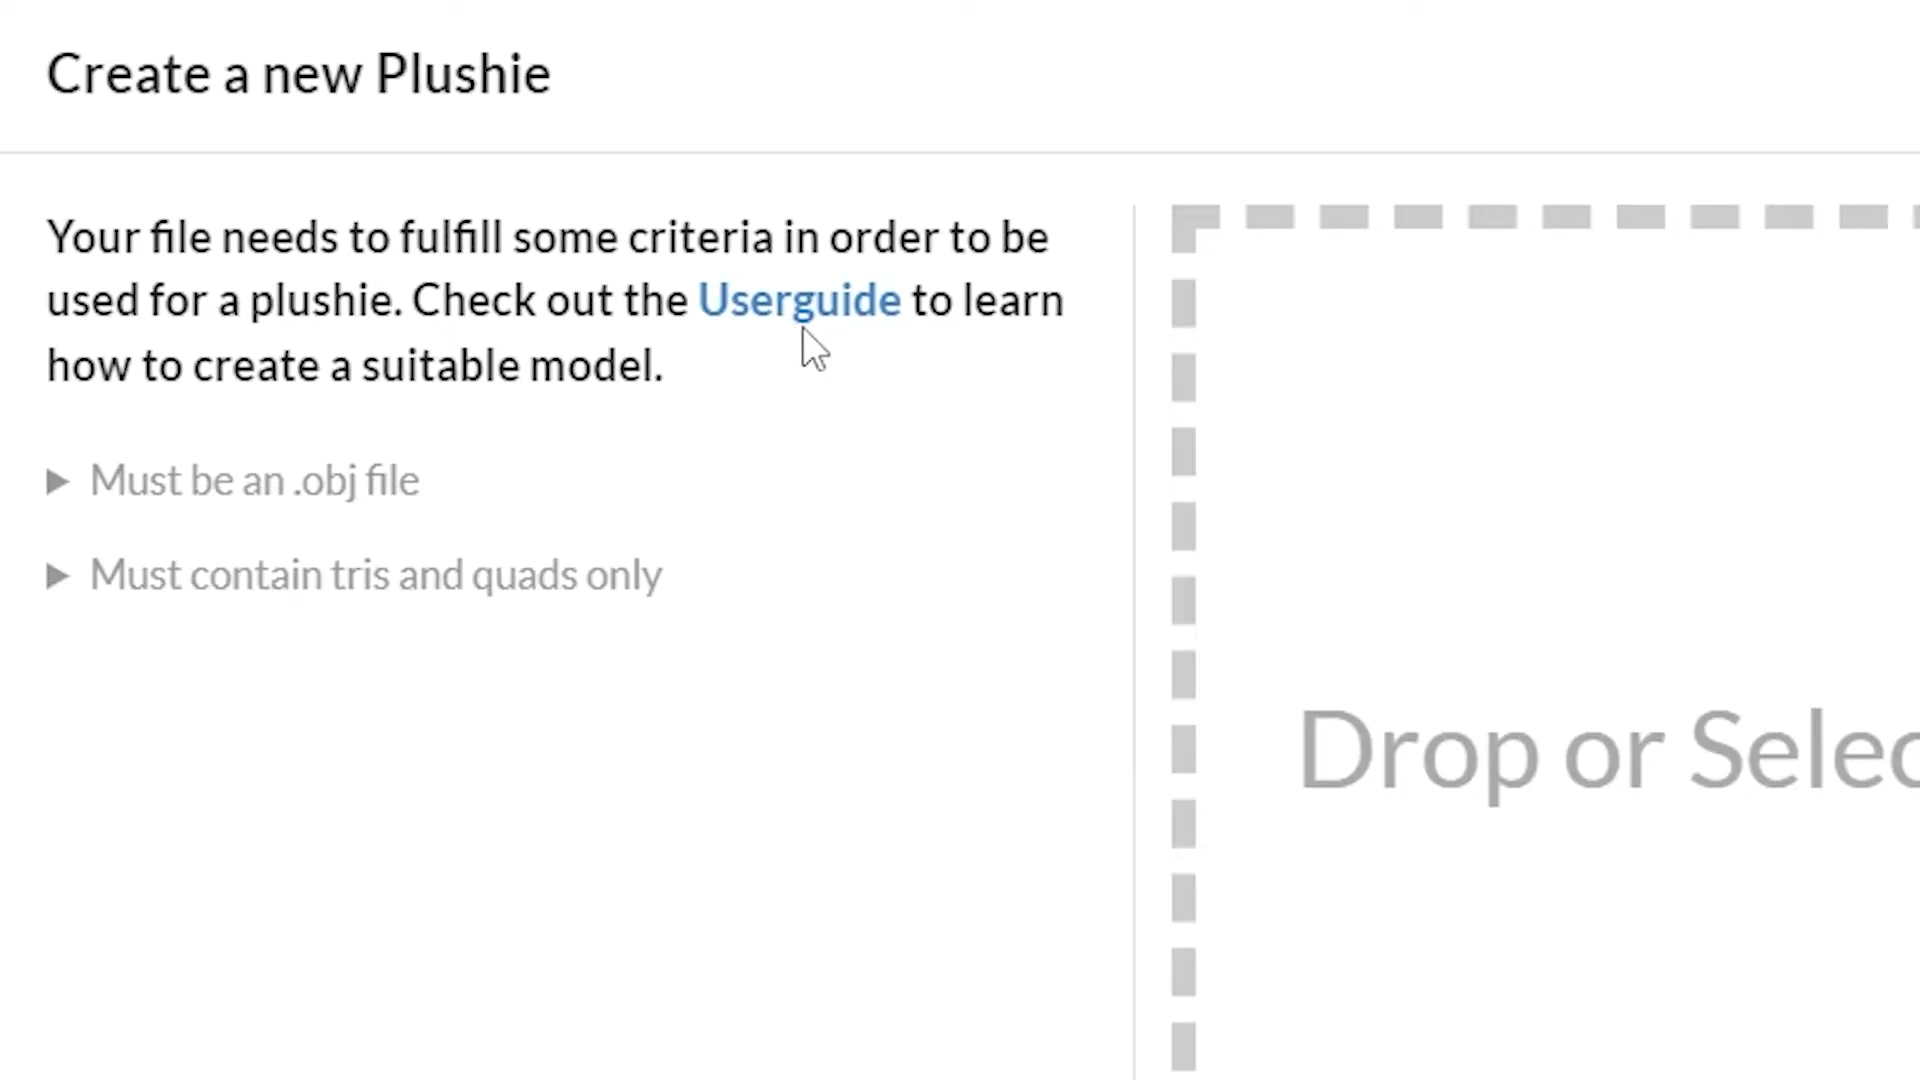 Create a new Plushie
Your file needs to fulfill some criteria in order to be
used for a plushie. Check out the Userguide to learn
how to create a suitable model.
Must be an .obj file
Must contain tris and quads only
Drop or Selec